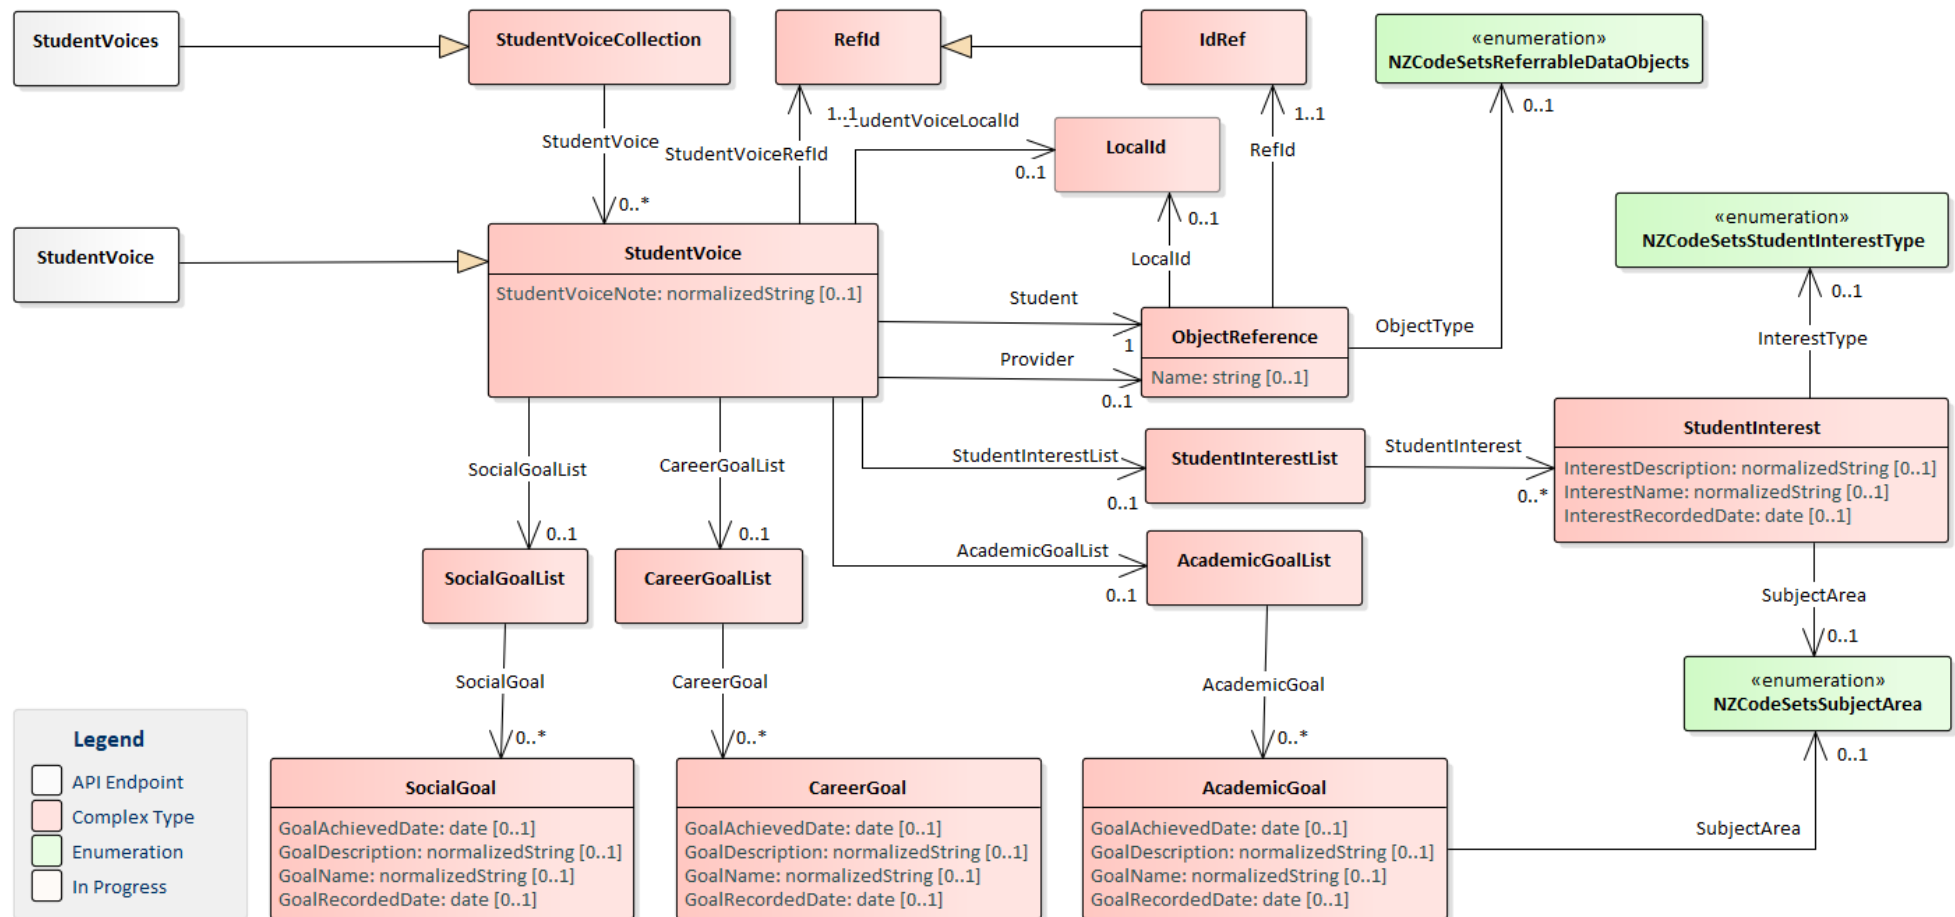 StudentVoices
StudentVoiceCollection
RefId
IdRef
«enumeration»
NZCodeSetsReferrableDataObjects
0..1
1..1
1..1
StudentVoice
StudentVoiceRefId
0..1
LocalId
RefId
0..*
0..1
LocalId
«enumeration»
NZCodeSetsStudentInterestType
0..1
InterestType
StudentVoice
StudentVoice
StudentVoiceNote: normalizedString [0..1]
Student
1
Provider
0..1
ObjectReference
Name: string [0..1]
ObjectType
StudentInterestList
0..1
StudentInterestList
StudentInterest
0..*
StudentInterest
InterestDescription: normalizedString [0..1]
InterestName: normalizedString [0..1]
InterestRecordedDate: date [0..1]
SocialGoalList
0..1
CareerGoalList
0..1
AcademicGoalList
0..1
SocialGoalList
CareerGoalList
AcademicGoalList
SubjectArea
0..1
«enumeration»
NZCodeSetsSubjectArea
0..1
SocialGoal
0..*
CareerGoal
0..*
AcademicGoal
0..*
Legend
API Endpoint
Complex Type
Enumeration
In Progress
SocialGoal
GoalAchievedDate: date [0..1]
GoalDescription: normalizedString [0..1]
GoalName: normalizedString [0..1]
GoalRecordedDate: date [0..1]
CareerGoal
GoalAchievedDate: date [0..1]
GoalDescription: normalizedString [0..1]
GoalName: normalizedString [0..1]
GoalRecordedDate: date [0..1]
AcademicGoal
GoalAchievedDate: date [0..1]
GoalDescription: normalizedString [0..1]
GoalName: normalizedString [0..1]
GoalRecordedDate: date [0..1]
SubjectArea